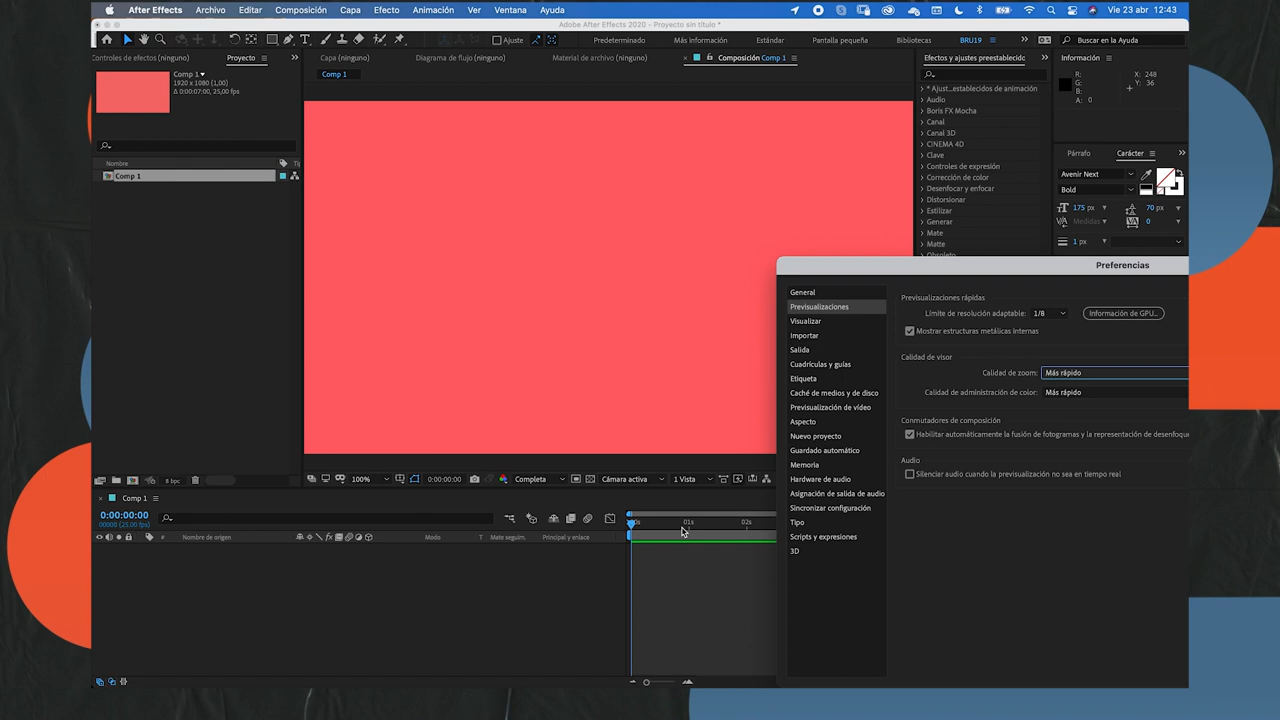 After Effects Archivo Editar Composición Capa Efecto Animación Ver Ventana Ayuda Vie 23 abr 12:43
Adobe After Effects 2020 - Proyecto sin título *
Ajuste Predeterminado Más información Estándar Pantalla pequeña Bibliotecas BRU19 Buscar en la Ayuda
Controles de efectos (ninguno) Proyecto Capa (ninguno) Diagrama de flujo (ninguno) Material de archivo (ninguno) Composición Comp 1 Efectos y ajustes preestablecidc Información
Comp 1
1920 x 1080 (1,00)
Δ 0:00:07:00, 25,00 fps
Comp 1
R:
G:
B:
A: 0
X: 248
Y: 36
* Ajust...establecidos de animación
Audio
Boris FX Mocha
Canal
Canal 3D
CINEMA 4D
Clave
Controles de expresión
Corrección de color
Desenfocar y enfocar
Distorsionar
Estilizar
Generar
Mate
Matte
Obsoleto
Párrafo Carácter
Avenir Next
Bold
175 px 70 px
Medidas 0
1 px
Nombre Tip
Comp 1
8 bpc
100% 0:00:00:00 Completa Cámara activa 1 Vista
Comp 1
0:00:00:00
00000 (25.00 fps)
Nombre de origen Modo T Mate seguim. Principal y enlace
01s 02s
Preferencias
General
Previsualizaciones
Visualizar
Importar
Salida
Cuadrículas y guías
Etiqueta
Caché de medios y de disco
Previsualización de vídeo
Aspecto
Nuevo proyecto
Guardado automático
Memoria
Hardware de audio
Asignación de salida de audio
Sincronizar configuración
Tipo
Scripts y expresiones
3D
Previsualizaciones rápidas
Límite de resolución adaptable: 1/8 Información de GPU...
Mostrar estructuras metálicas internas
Calidad de visor
Calidad de zoom: Más rápido
Calidad de administración de color: Más rápido
Conmutadores de composición
Habilitar automáticamente la fusión de fotogramas y la representación de desenfoqu
Audio
Silenciar audio cuando la previsualización no sea en tiempo real